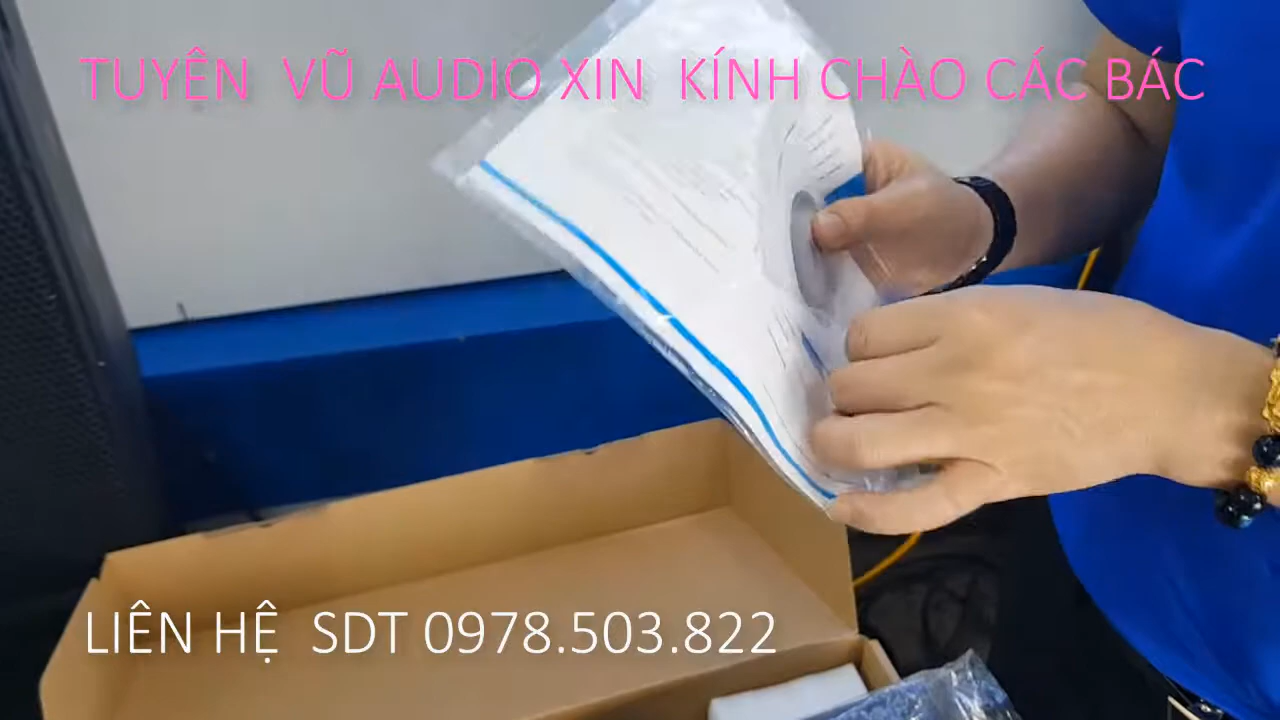 TUYÊN VŨ AUDIO XIN KÍNH CHÀO CÁC BÁC
LIÊN HỆ SDT 0978.503.822